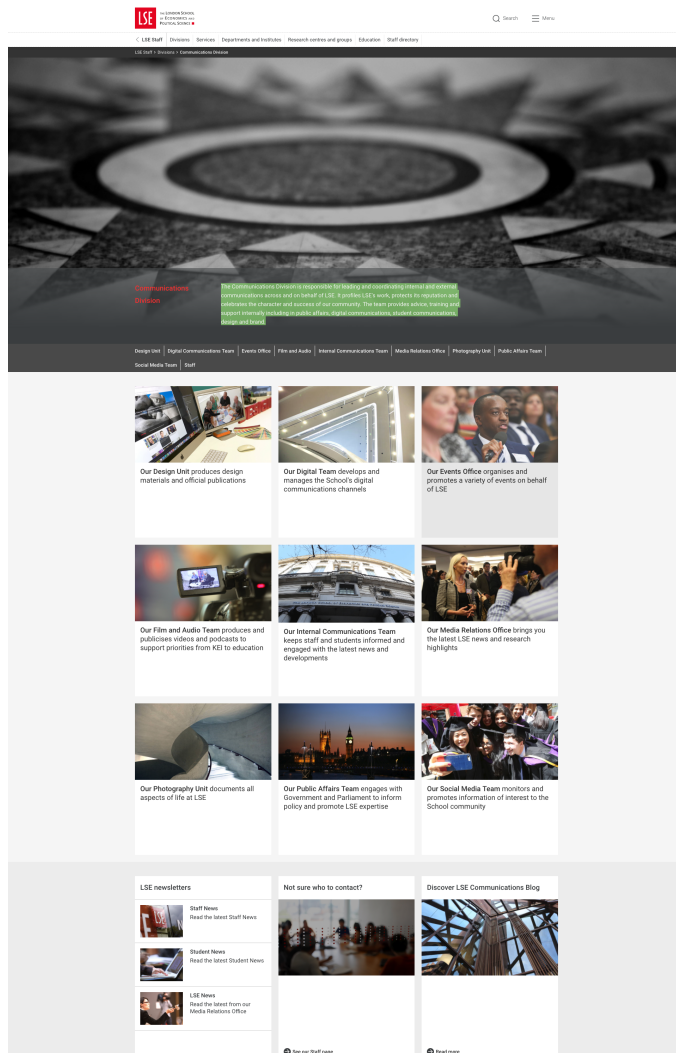 LSE
THE LONDON SCHOOL
OF ECONOMICS AND
POLITICAL SCIENCE
Search
Menu
LSE Staff
Divisions
Services
Departments and Institutes
Research centres and groups
Education
Staff directory
LSE Staff > Divisions > Communications Division
Communications
Division
The Communications Division is responsible for leading and coordinating internal and external
communications across and on behalf of LSE. It profiles LSE's work, protects its reputation and
celebrates the character and success of our community. The team provides advice, training and
support internally including in public affairs, digital communications, student communications,
design and brand.
Design Unit
Digital Communications Team
Events Office
Film and Audio
Internal Communications Team
Media Relations Office
Photography Unit
Public Affairs Team
Social Media Team
Staff
Our Design Unit produces design
materials and official publications
Our Digital Team develops and
manages the School's digital
communications channels
Our Events Office organises and
promotes a variety of events on behalf
of LSE
Our Film and Audio Team produces and
publicises videos and podcasts to
support priorities from KEI to education
Our Internal Communications Team
keeps staff and students informed and
engaged with the latest news and
developments
Our Media Relations Office brings you
the latest LSE news and research
highlights
Our Photography Unit documents all
aspects of life at LSE
Our Public Affairs Team engages with
Government and Parliament to inform
policy and promote LSE expertise
Our Social Media Team monitors and
promotes information of interest to the
School community
LSE newsletters
Staff News
Read the latest Staff News
Student News
Read the latest Student News
LSE News
Read the latest from our
Media Relations Office
Not sure who to contact?
See our Staff page
Discover LSE Communications Blog
Read more